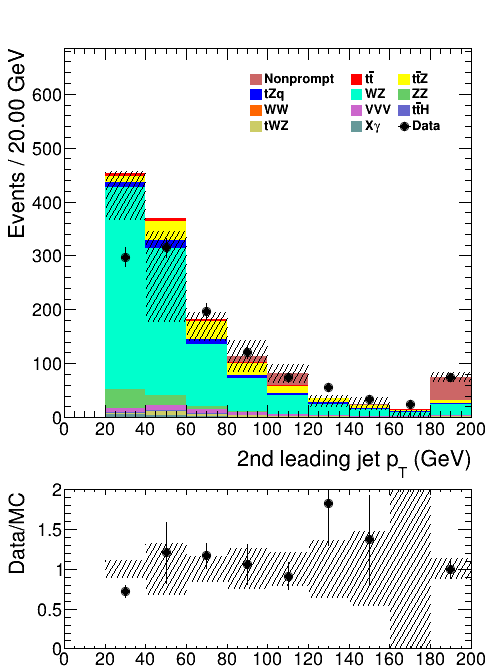 Events / 20.00 GeV
600
500
400
300
200
100
0
Nonprompt tt̄ tt̄Z
tZq WZ ZZ
WW VVV tt̄H
tWZ Xγ Data
0 20 40 60 80 100 120 140 160 180 200
2nd leading jet p_T (GeV)
Data/MC
2
1.5
1
0.5
0
0 20 40 60 80 100 120 140 160 180 200